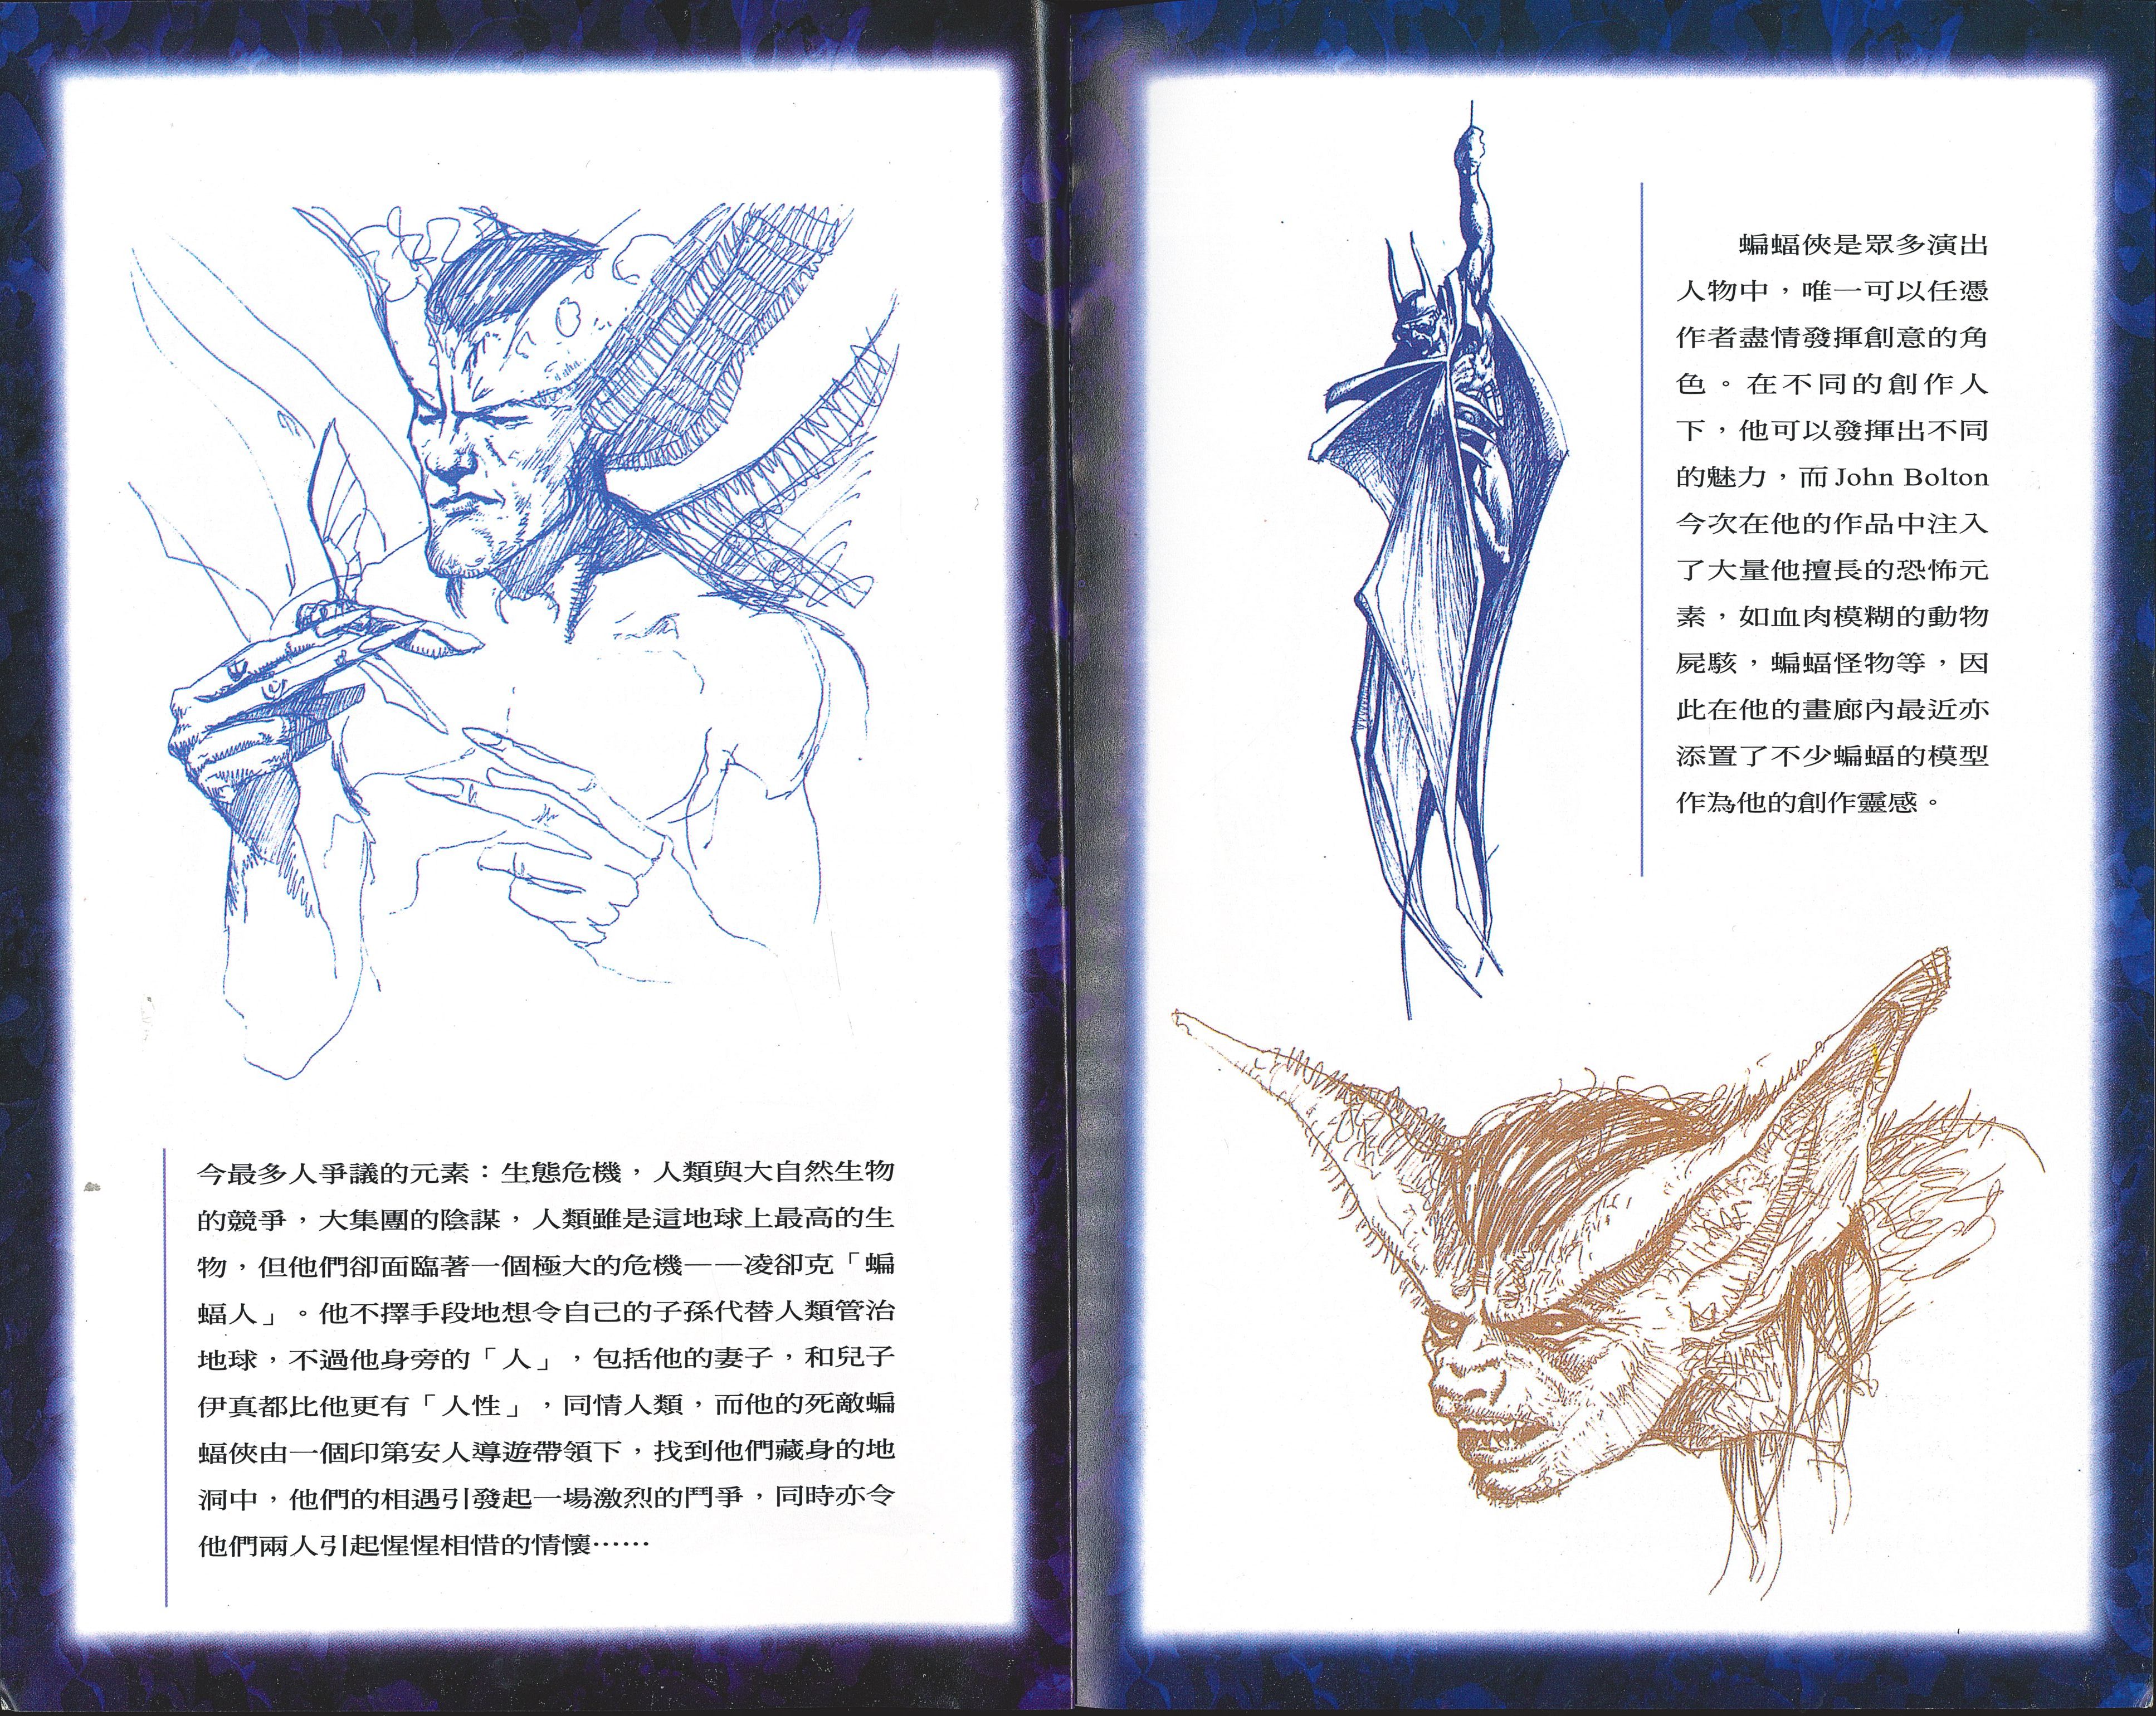 今最多人爭議的元素：生態危機，人類與大自然生物
的競爭，大集團的陰謀，人類雖是這地球上最高的生
物，但他們卻面臨著一個極大的危機——凌卻克「蝙
蝠人」。他不擇手段地想令自己的子孫代替人類管治
地球，不過他身旁的「人」，包括他的妻子，和兒子
伊真都比他更有「人性」，同情人類，而他的死敵蝙
蝠俠由一個印第安人導遊帶領下，找到他們藏身的地
洞中，他們的相遇引發起一場激烈的鬥爭，同時亦令
他們兩人引起惺惺相惜的情懷……
蝙蝠俠是眾多演出
人物中，唯一可以任憑
作者盡情發揮創意的角
色。在不同的創作人
下，他可以發揮出不同
的魅力，而John Bolton
今次在他的作品中注入
了大量他擅長的恐怖元
素，如血肉模糊的動物
屍駭，蝙蝠怪物等，因
此在他的畫廊內最近亦
添置了不少蝙蝠的模型
作為他的創作靈感。